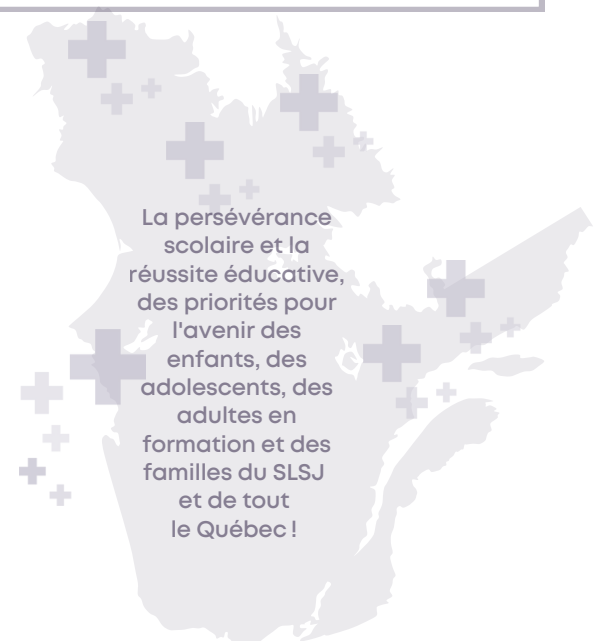 La persévérance
scolaire et la
réussite éducative,
des priorités pour
l'avenir des
enfants, des
adolescents, des
adultes en
formation et des
familles du SLSJ
et de tout
le Québec !